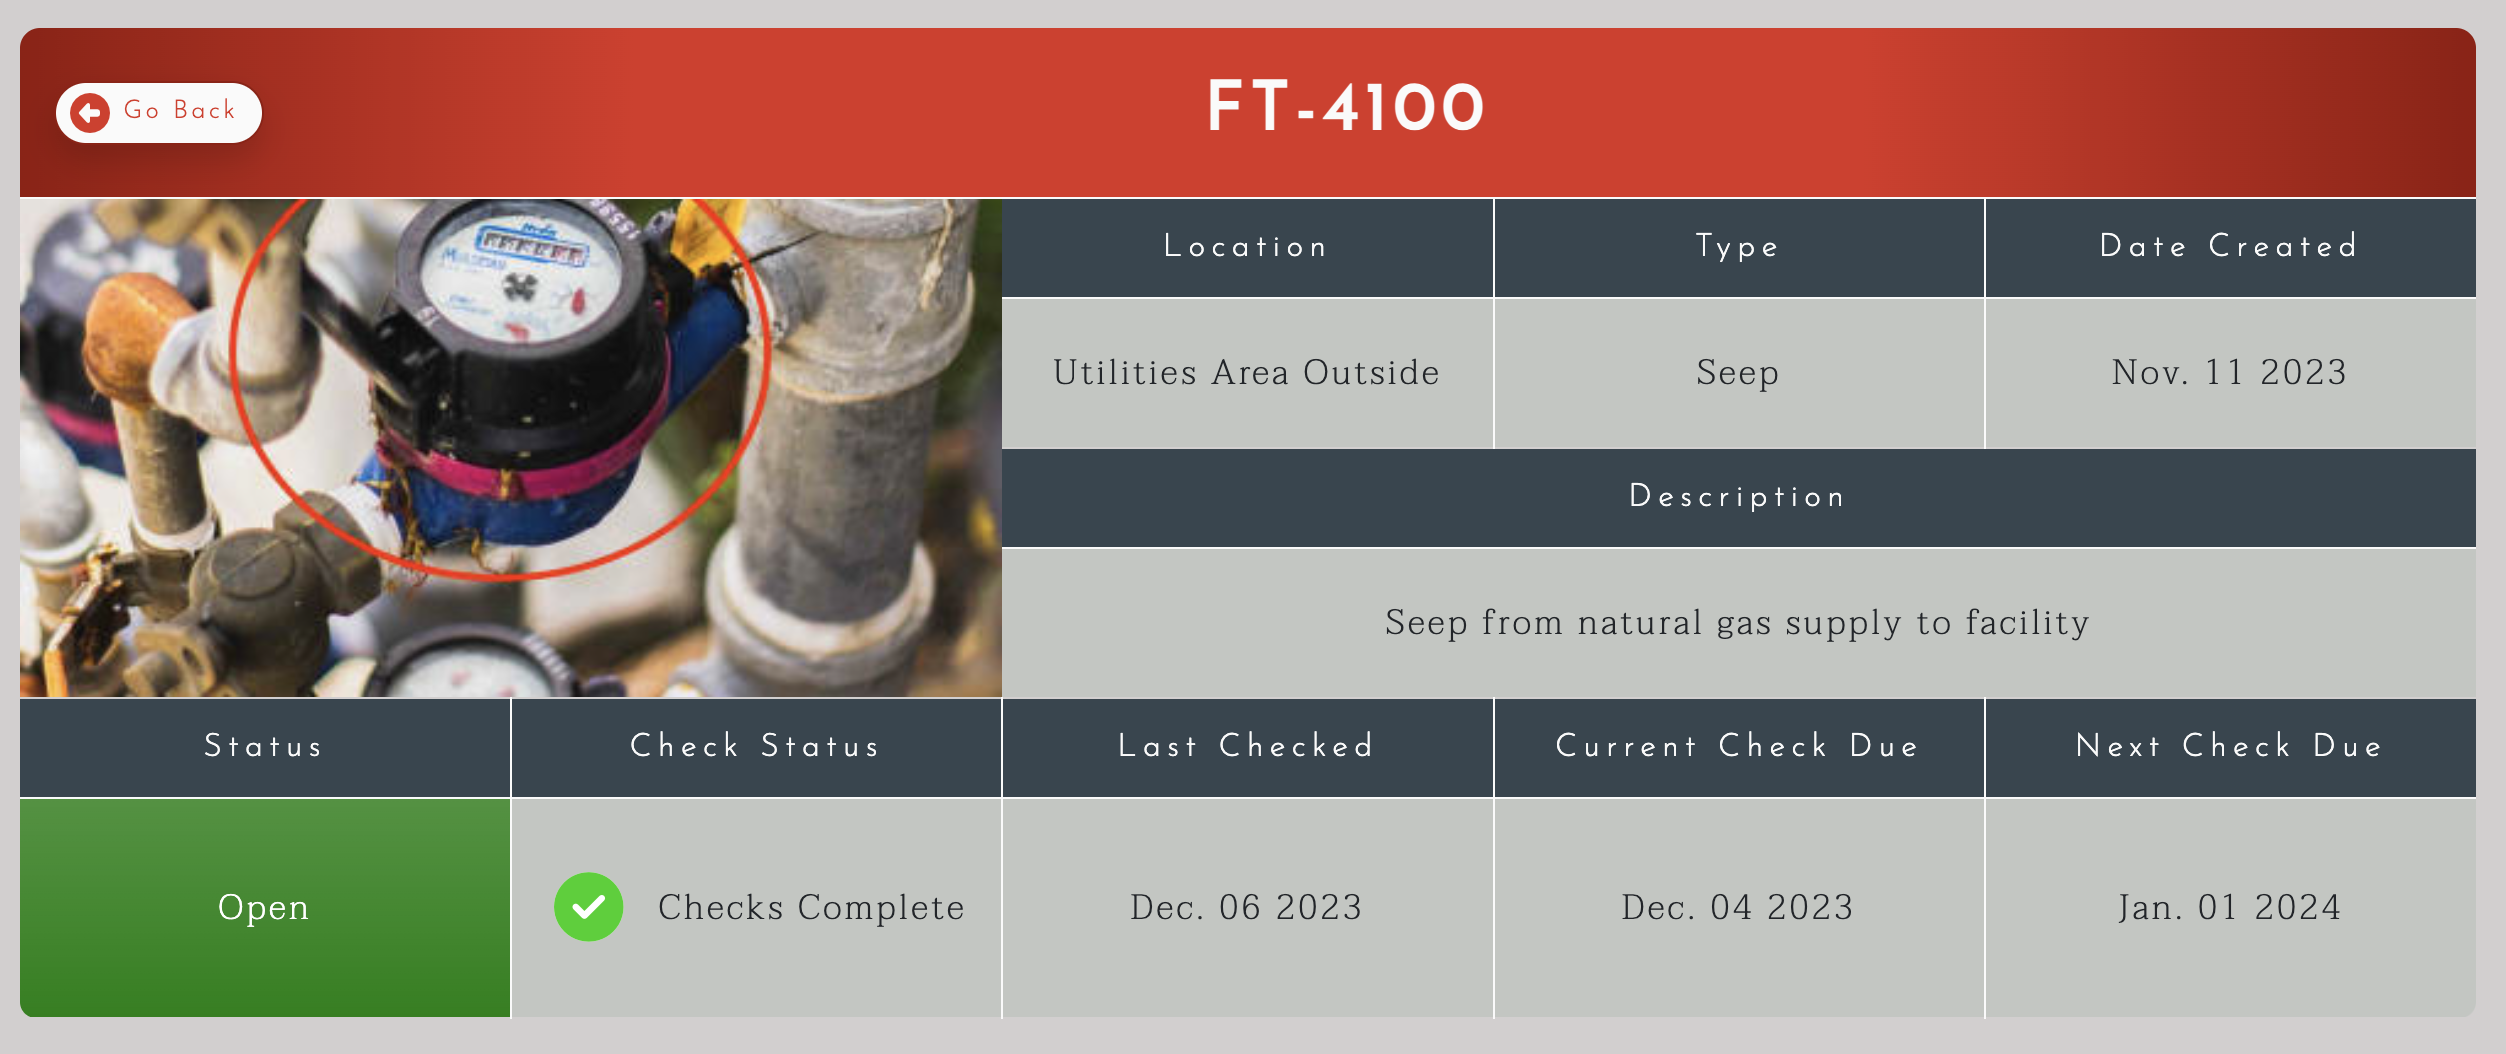 Go Back
FT-4100
Location
Type
Date Created
Utilities Area Outside
Seep
Nov. 11 2023
Description
Seep from natural gas supply to facility
Status
Check Status
Last Checked
Current Check Due
Next Check Due
Open
Checks Complete
Dec. 06 2023
Dec. 04 2023
Jan. 01 2024